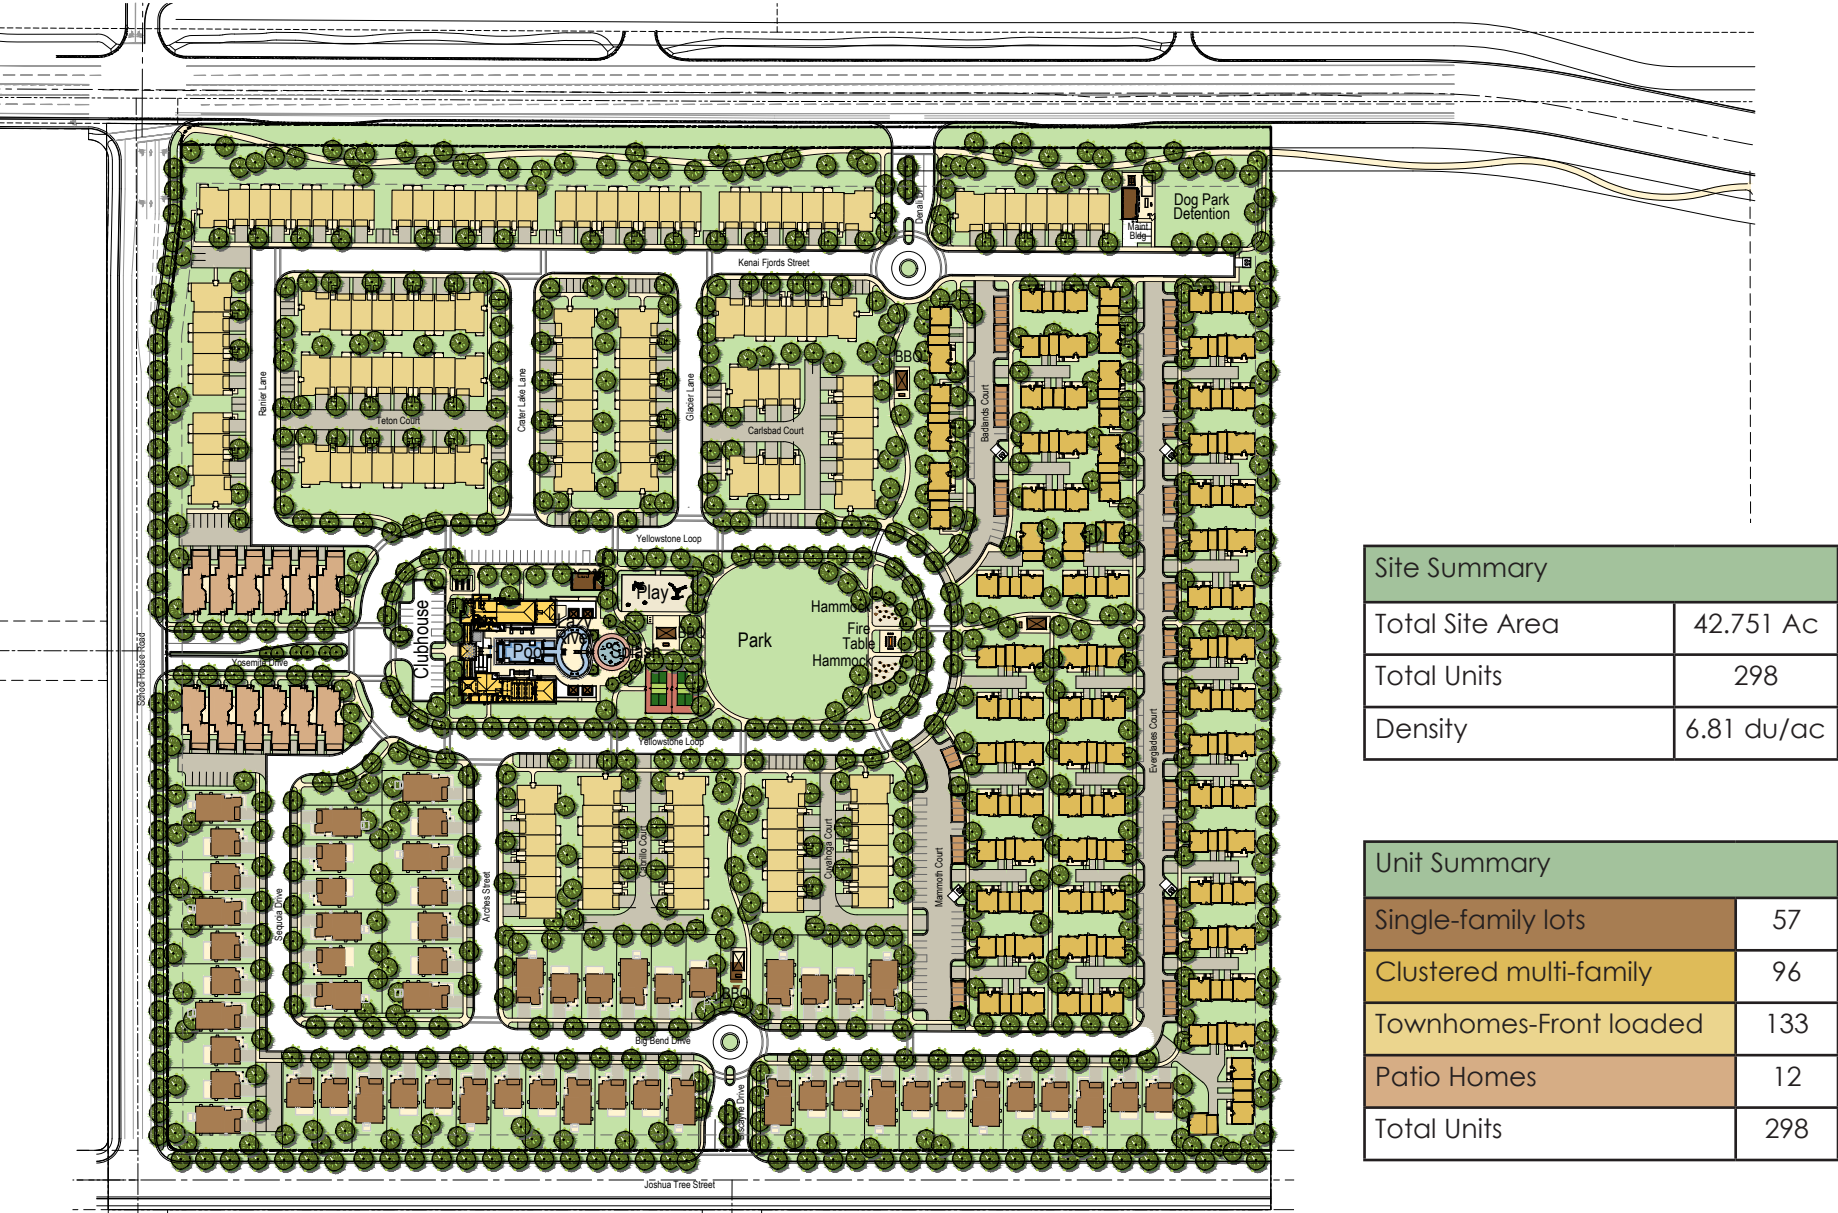 Dog Park
Detention
Maint
Bldg
Kenai Fjords Street
BBQ
Ranier Lane
Crater Lake Lane
Glacier Lane
Badlands Court
Teton Court
Carlsbad Court
Yellowstone Loop
Play
Hammock
Fire
Table
Hammock
Park
Clubhouse
Yosemite Drive
School House Road
Yellowstone Loop
Everglades Court
Mammoth Court
Arches Street
Sequoia Drive
BBQ
Big Bend Drive
Joshua Tree Street
Site Summary
Total Site Area 42.751 Ac
Total Units 298
Density 6.81 du/ac
Unit Summary
Single-family lots 57
Clustered multi-family 96
Townhomes-Front loaded 133
Patio Homes 12
Total Units 298